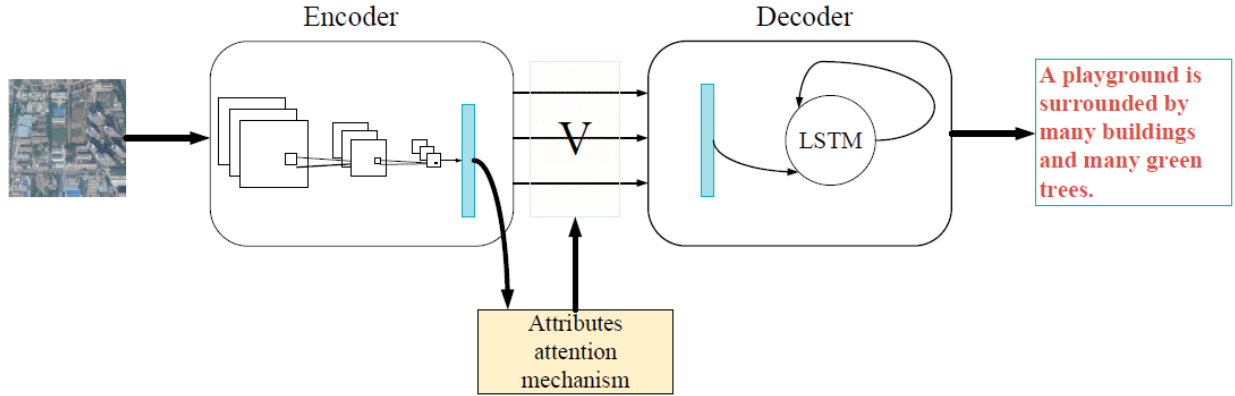 Encoder
Decoder
V
LSTM
A playground is
surrounded by
many buildings
and many green
trees.
Attributes
attention
mechanism